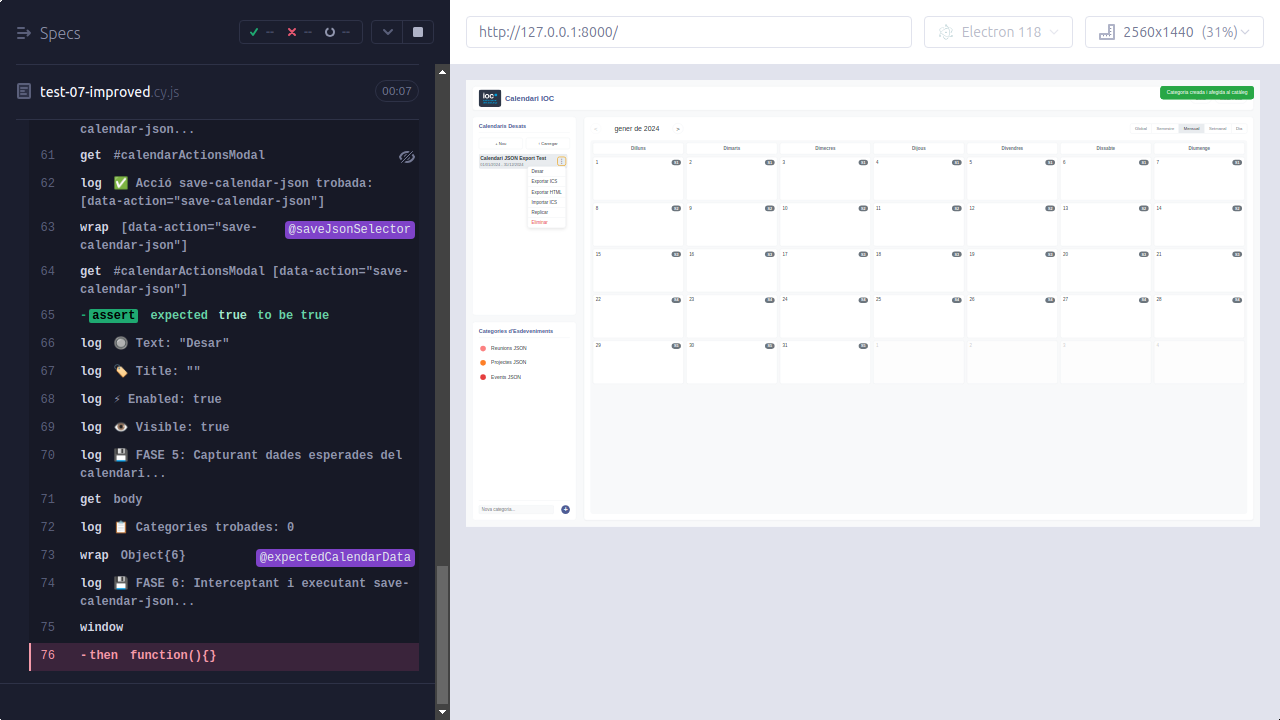 Specs
-- -- --
test-07-improved.cy.js 00:07
calendar-json...
61 get #calendarActionsModal
62 log ✅ Acció save-calendar-json trobada:
[data-action="save-calendar-json"]
63 wrap [data-action="save-
calendar-json"] @saveJsonSelector
64 get #calendarActionsModal [data-action="save-
calendar-json"]
65 -assert expected true to be true
66 log 🔘 Text: "Desar"
67 log 🏷️ Title: ""
68 log ⚡ Enabled: true
69 log 👁️ Visible: true
70 log 💾 FASE 5: Capturant dades esperades del
calendari...
71 get body
72 log 📋 Categories trobades: 0
73 wrap Object{6} @expectedCalendarData
74 log 💾 FASE 6: Interceptant i executant save-
calendar-json...
75 window
76 -then function(){}
http://127.0.0.1:8000/
Electron 118
2560x1440 (31%)
ioc
Calendari IOC
Categoria creada i afegida al catàleg
Calendaris Desats
+ Nou
Carregar
Calendari JSON Export Test
Desar
Exportar ICS
Exportar HTML
Importar ICS
Replicar
Eliminar
Categories d'Esdeveniments
Reunions JSON
Projectes JSON
Events JSON
Nova categoria...
+
< gener de 2024 >
Global Semestre Mensual Setmanal Dia
Dilluns Dimarts Dimecres Dijous Divendres Dissabte Diumenge
1 2 3 4 5 6 7
8 9 10 11 12 13 14
15 16 17 18 19 20 21
22 23 24 25 26 27 28
29 30 31 1 2 3 4